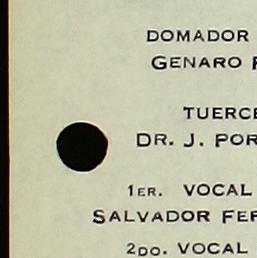 DOMADOR
GENARO
TUERCE
DR. J. POR
1ER. VOCAL
SALVADOR FER
2DO. VOCAL